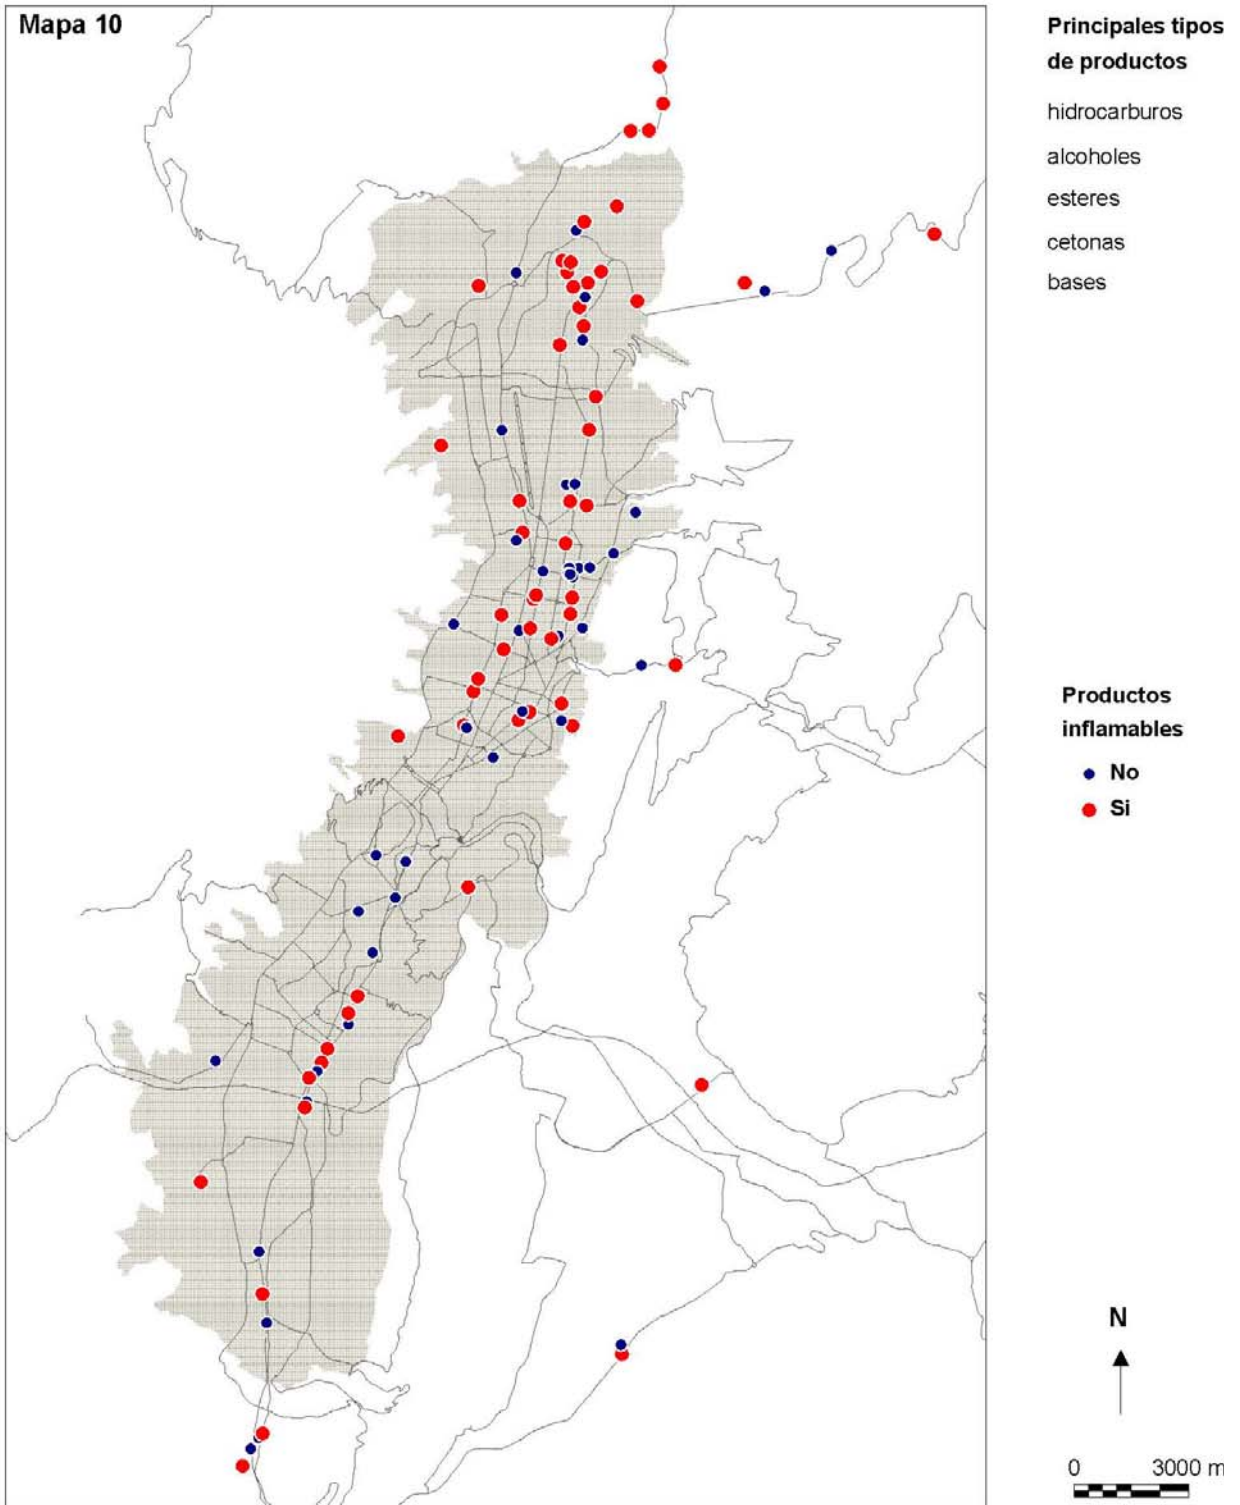 Mapa 10
Principales tipos
de productos
hidrocarburos
alcoholes
esteres
cetonas
bases
Productos
inflamables
No
Si
N
0 3000 m